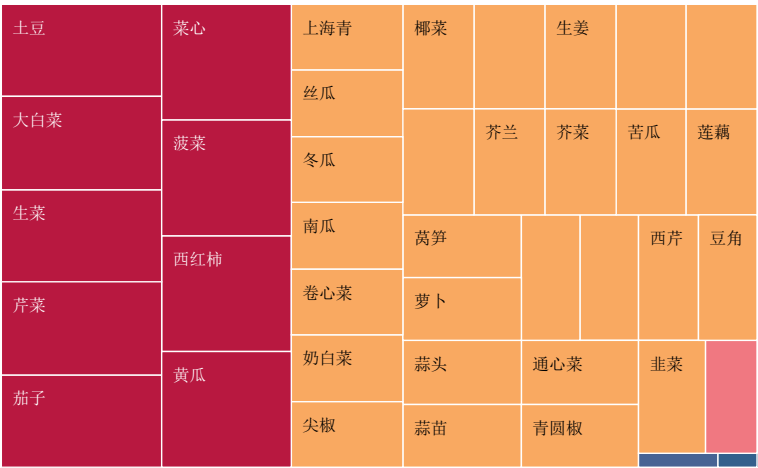 土豆
大白菜
生菜
芹菜
茄子
菜心
菠菜
西红柿
黄瓜
上海青
丝瓜
冬瓜
南瓜
卷心菜
奶白菜
尖椒
椰菜
生姜
芥兰
芥菜
苦瓜
莲藕
莴笋
萝卜
西芹
豆角
蒜头
通心菜
韭菜
蒜苗
青圆椒